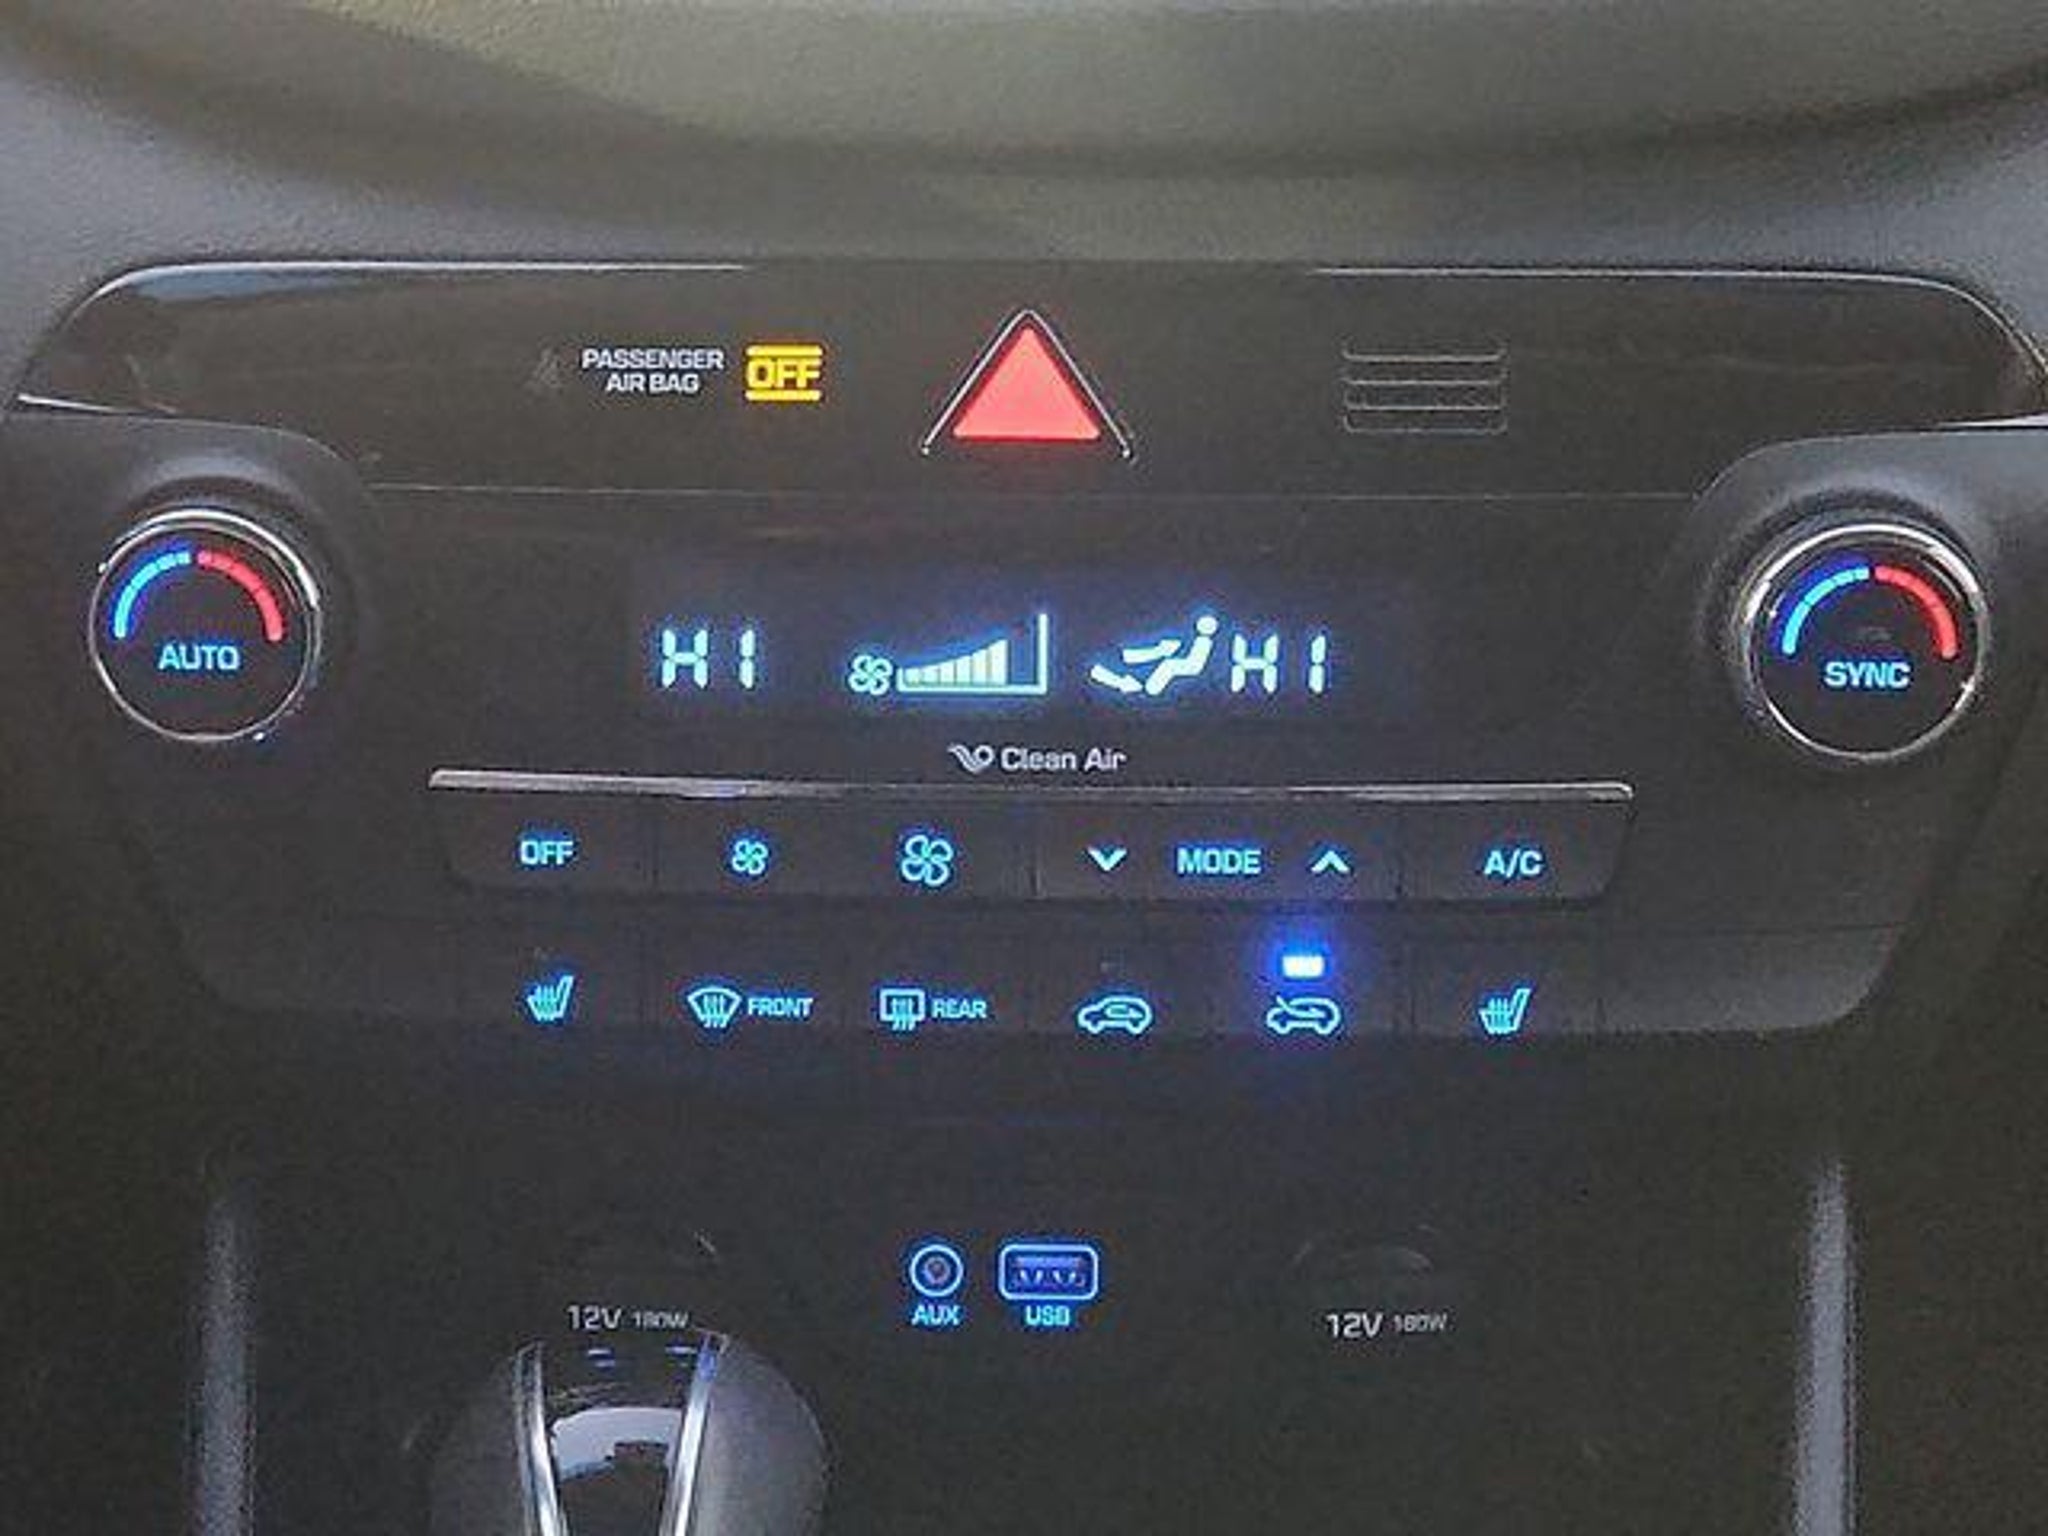 PASSENGER
AIR BAG OFF
AUTO
HI HI
SYNC
Clean Air
OFF MODE A/C
FRONT REAR
AUX USB
12V 180W 12V 180W